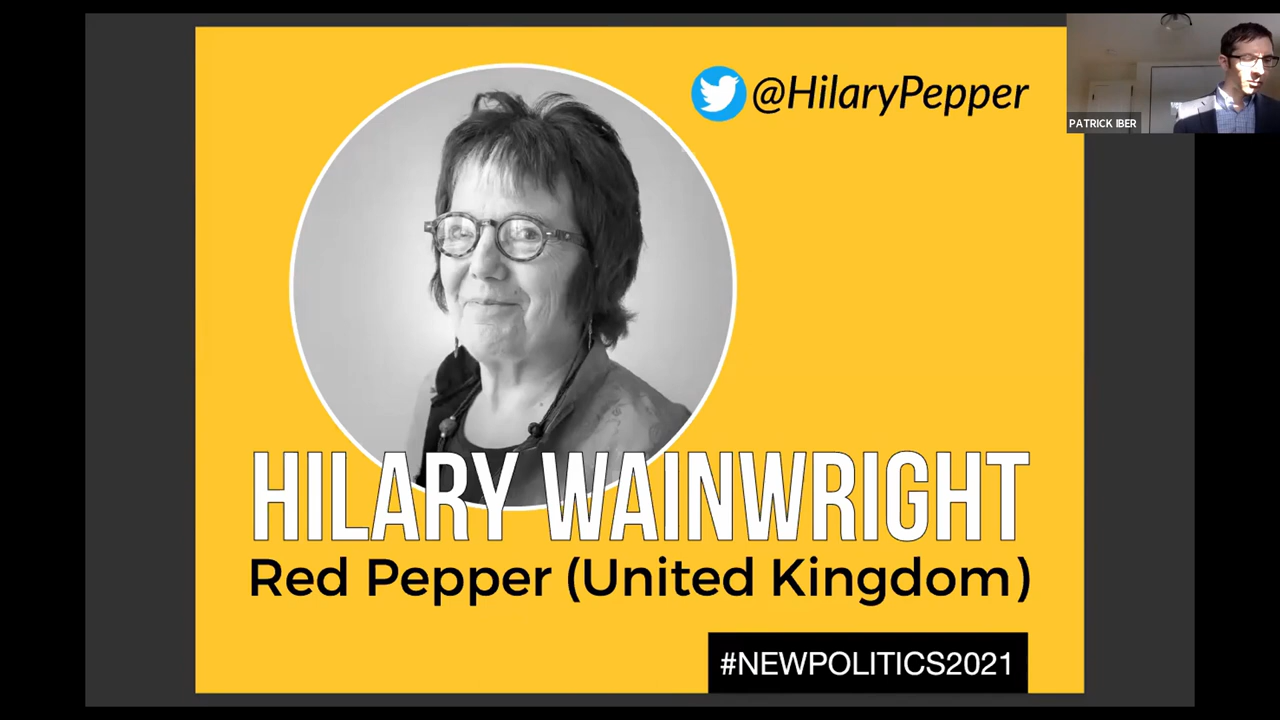 @HilaryPepper
PATRICK IBER
HILARY WAINWRIGHT
Red Pepper (United Kingdom)
#NEWPOLITICS2021